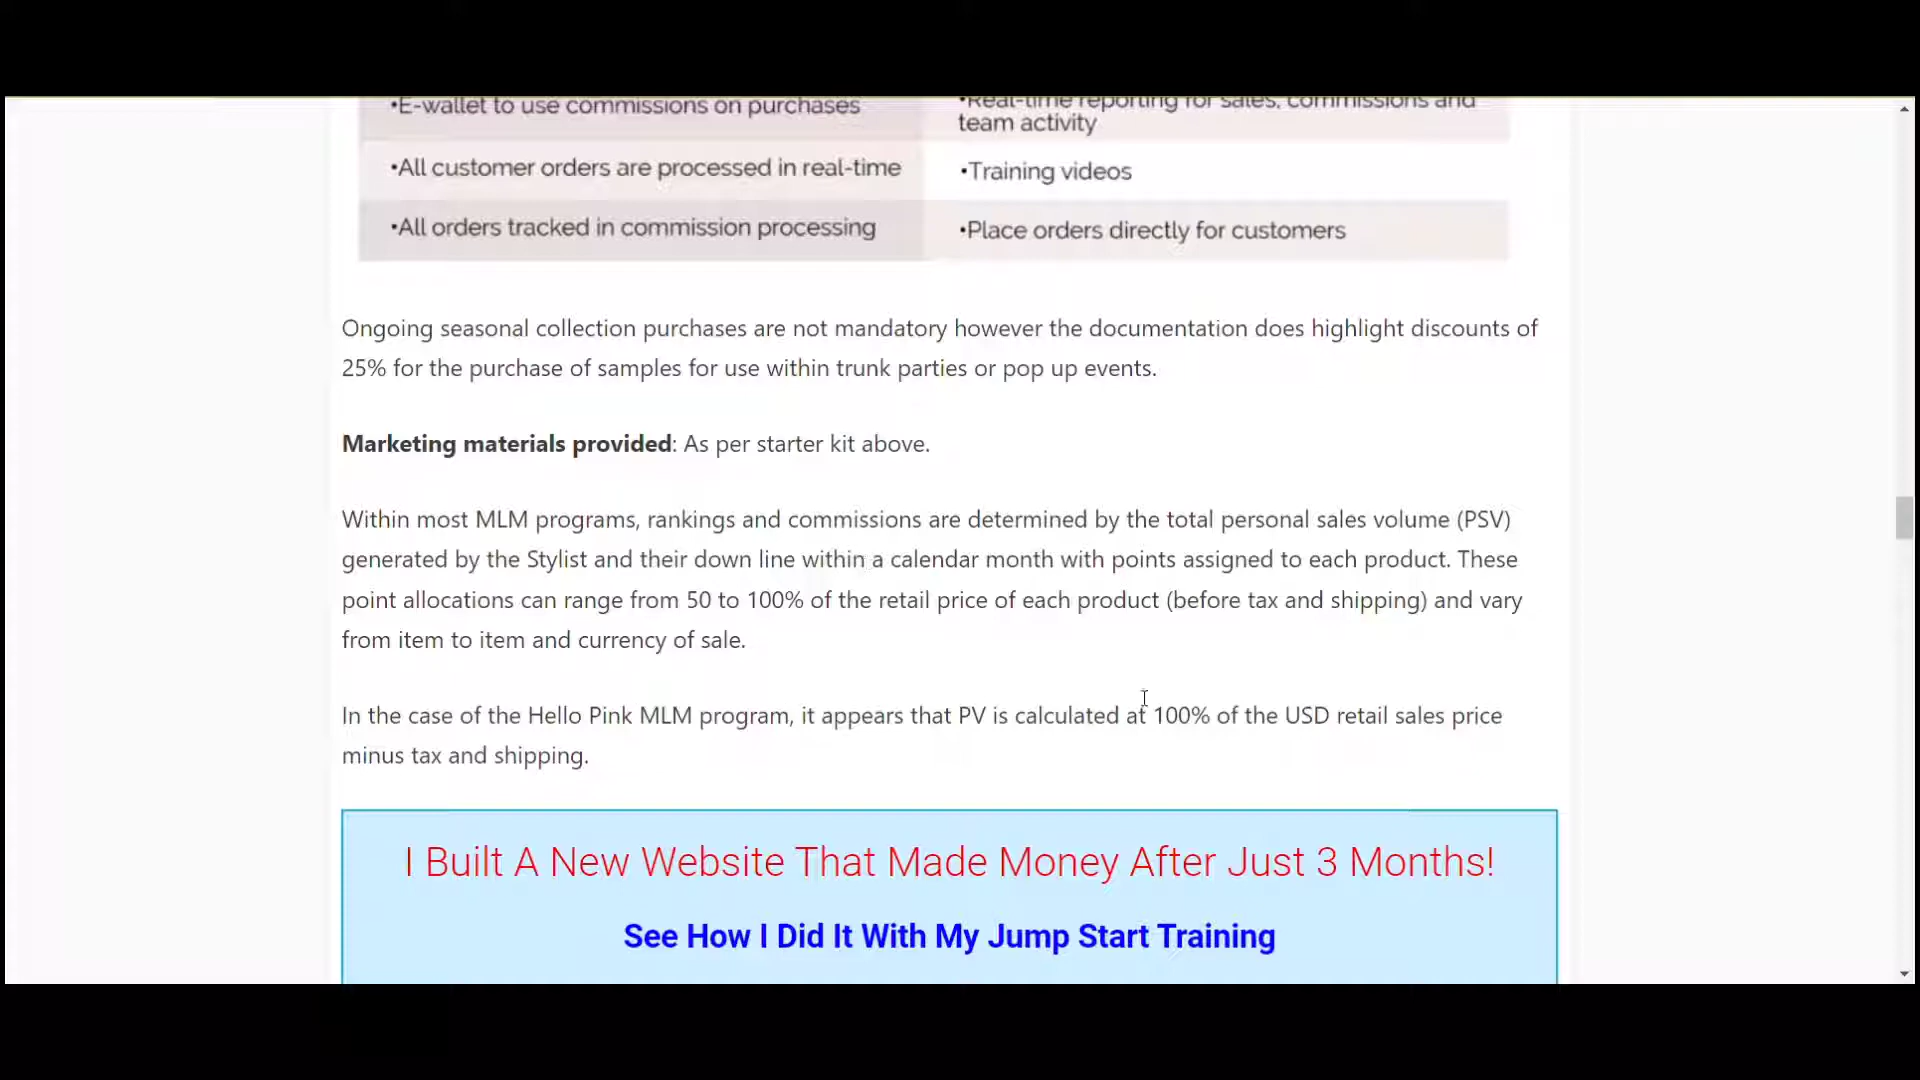 •E-wallet to use commissions on purchases
•Real-time reporting for sales, commissions and
team activity
•All customer orders are processed in real-time
•Training videos
•All orders tracked in commission processing
•Place orders directly for customers
Ongoing seasonal collection purchases are not mandatory however the documentation does highlight discounts of
25% for the purchase of samples for use within trunk parties or pop up events.
Marketing materials provided: As per starter kit above.
Within most MLM programs, rankings and commissions are determined by the total personal sales volume (PSV)
generated by the Stylist and their down line within a calendar month with points assigned to each product. These
point allocations can range from 50 to 100% of the retail price of each product (before tax and shipping) and vary
from item to item and currency of sale.
In the case of the Hello Pink MLM program, it appears that PV is calculated at 100% of the USD retail sales price
minus tax and shipping.
I Built A New Website That Made Money After Just 3 Months!
See How I Did It With My Jump Start Training